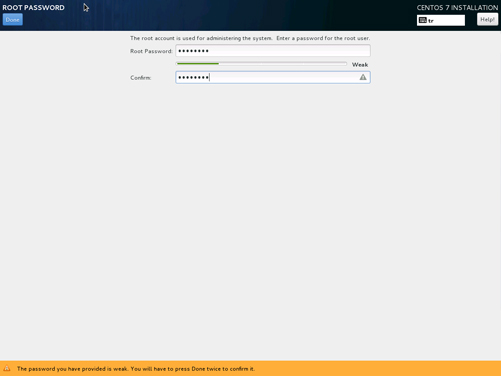 ROOT PASSWORD
CENTOS 7 INSTALLATION
Done
tr
Help!
The root account is used for administering the system. Enter a password for the root user.
Root Password: ••••••••
Weak
Confirm: ••••••••
The password you have provided is weak. You will have to press Done twice to confirm it.